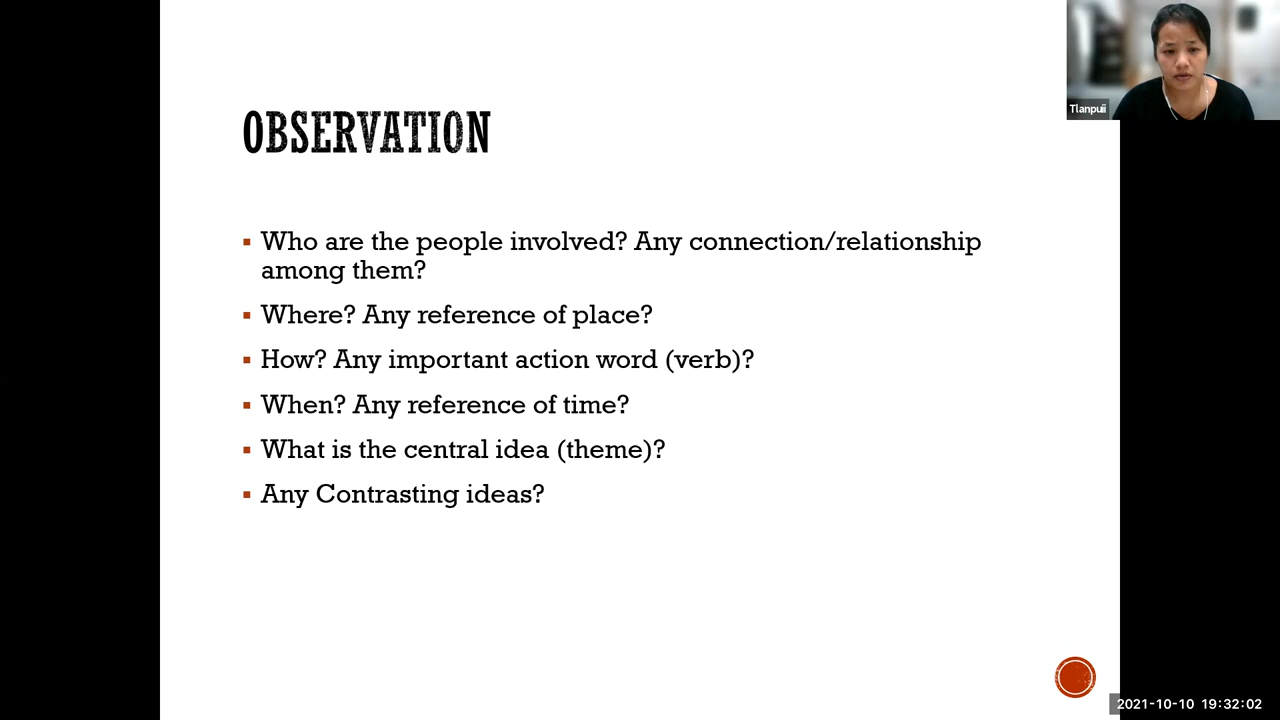 OBSERVATION
▪ Who are the people involved? Any connection/relationship
among them?
▪ Where? Any reference of place?
▪ How? Any important action word (verb)?
▪ When? Any reference of time?
▪ What is the central idea (theme)?
▪ Any Contrasting ideas?
Tlanpuii
2021-10-10 19:32:02